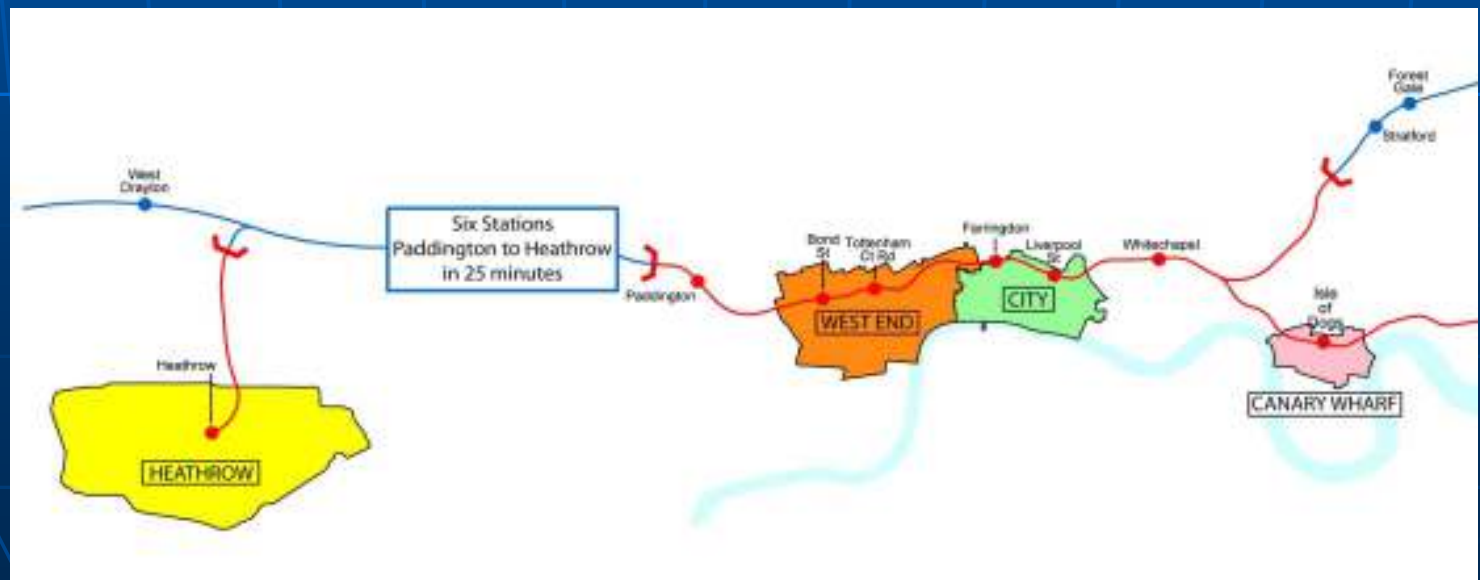 Forest
Gate
Stratford
West
Drayton
Six Stations
Paddington to Heathrow
in 25 minutes
Farringdon
Bond
St
Tottenham
Ct Rd
Liverpool
St
Whitechapel
Paddington
CITY
WEST END
Isle
of
Dogs
Heathrow
CANARY WHARF
HEATHROW